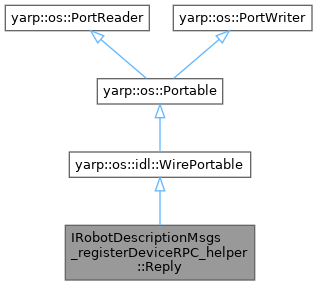 yarp::os::PortReader
yarp::os::PortWriter
yarp::os::Portable
yarp::os::idl::WirePortable
IRobotDescriptionMsgs
_registerDeviceRPC_helper
::Reply